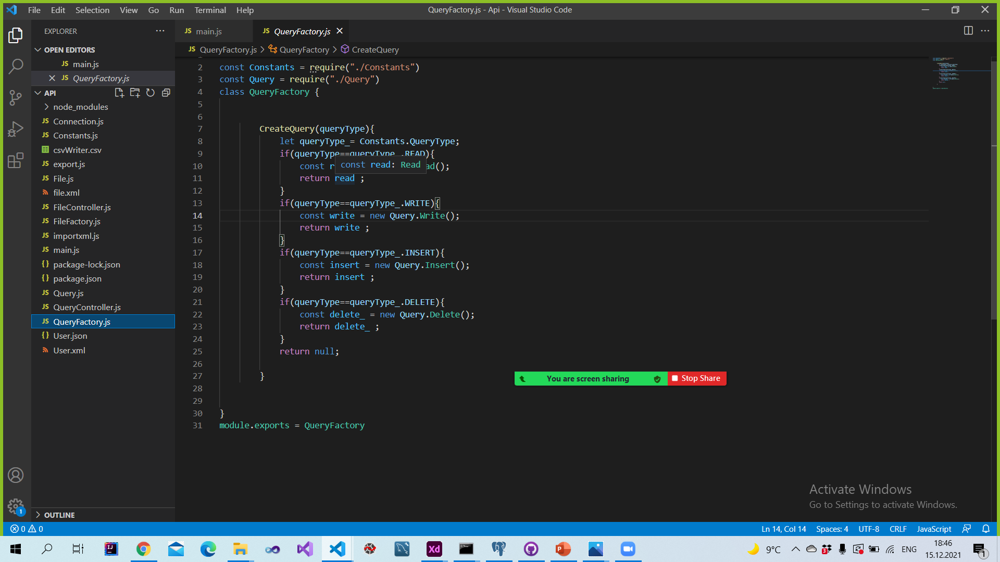 File Edit Selection View Go Run Terminal Help
QueryFactory.js - Api - Visual Studio Code
EXPLORER
OPEN EDITORS
JS main.js
JS QueryFactory.js
API
node_modules
JS Connection.js
JS Constants.js
csvWriter.csv
JS export.js
JS File.js
file.xml
JS FileController.js
JS FileFactory.js
JS importxml.js
JS main.js
{} package-lock.json
{} package.json
JS Query.js
JS QueryController.js
JS QueryFactory.js
{} User.json
User.xml
OUTLINE
JS main.js JS QueryFactory.js
JS QueryFactory.js > QueryFactory > CreateQuery
2 const Constants = require("./Constants")
3 const Query = require("./Query")
4 class QueryFactory {
5
6
7 CreateQuery(queryType){
8 let queryType_= Constants.QueryType;
9 if(queryType==queryType_.READ){
10 const r const read: Read ad();
11 return read ;
12 }
13 if(queryType==queryType_.WRITE){
14 const write = new Query.Write();
15 return write ;
16 }
17 if(queryType==queryType_.INSERT){
18 const insert = new Query.Insert();
19 return insert ;
20 }
21 if(queryType==queryType_.DELETE){
22 const delete_ = new Query.Delete();
23 return delete_ ;
24 }
25 return null;
26
27 }
28
29
30 }
31 module.exports = QueryFactory
You are screen sharing Stop Share
Activate Windows
Go to Settings to activate Windows.
1
0 0
Ln 14, Col 14 Spaces: 4 UTF-8 CRLF JavaScript
IJ Xd P 9°C 3 ENG
18:46
15.12.2021
1